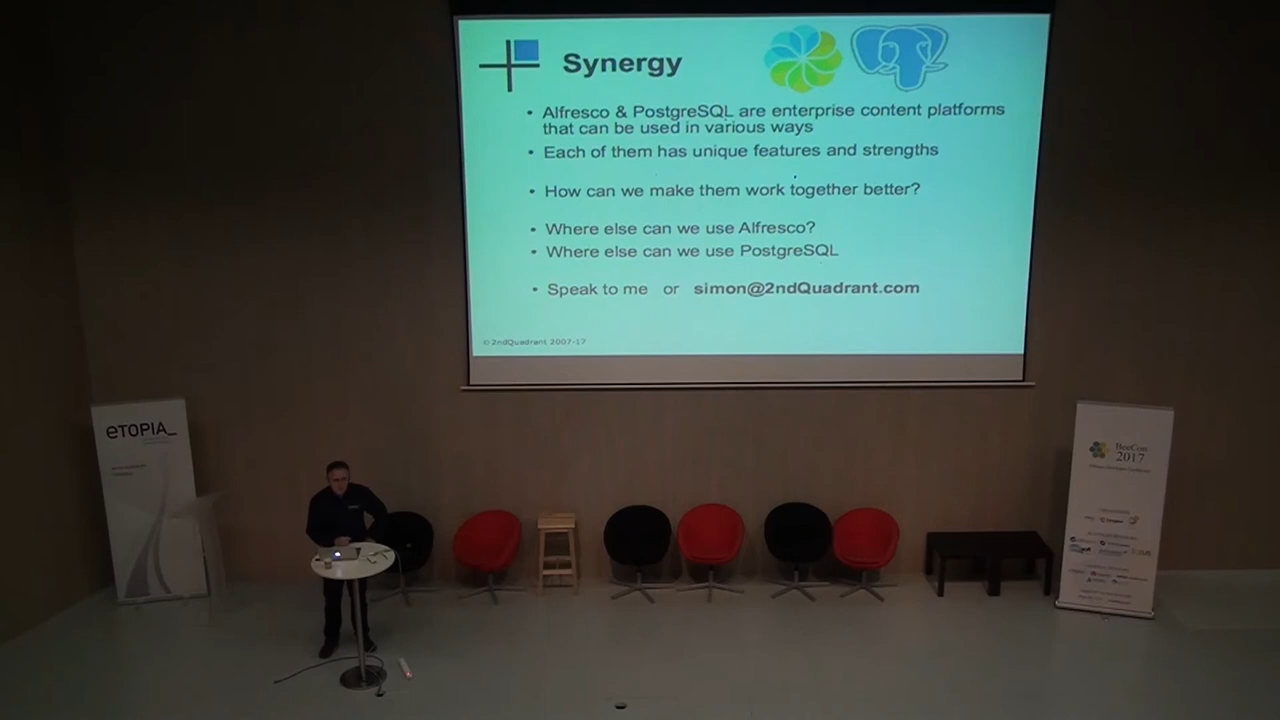 Synergy
• Alfresco & PostgreSQL are enterprise content platforms
that can be used in various ways
• Each of them has unique features and strengths
• How can we make them work together better?
• Where else can we use Alfresco?
• Where else can we use PostgreSQL
• Speak to me or simon@2ndQuadrant.com
© 2ndQuadrant 2007-17
eTOPIA_
BeeCon
2017